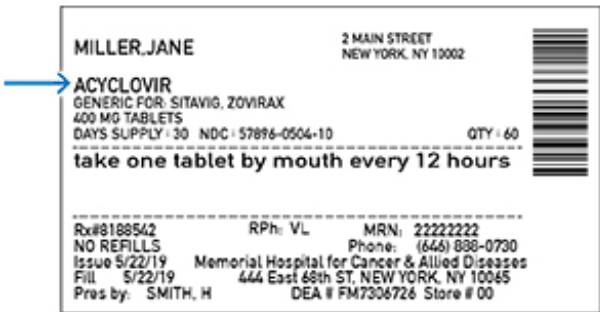 MILLER,JANE
2 MAIN STREET
NEW YORK, NY 10002
ACYCLOVIR
GENERIC FOR: SITAVIG, ZOVIRAX
400 MG TABLETS
DAYS SUPPLY: 30 NDC: 57896-0504-10 QTY: 60
take one tablet by mouth every 12 hours
Rx#8188542 RPh: VL MRN: 22222222
NO REFILLS Phone: (646) 888-0730
Issue 5/22/19 Memorial Hospital for Cancer & Allied Diseases
Fill 5/22/19 444 East 68th ST, NEW YORK, NY 10065
Pres by: SMITH, H DEA # FM7306726 Store # 00